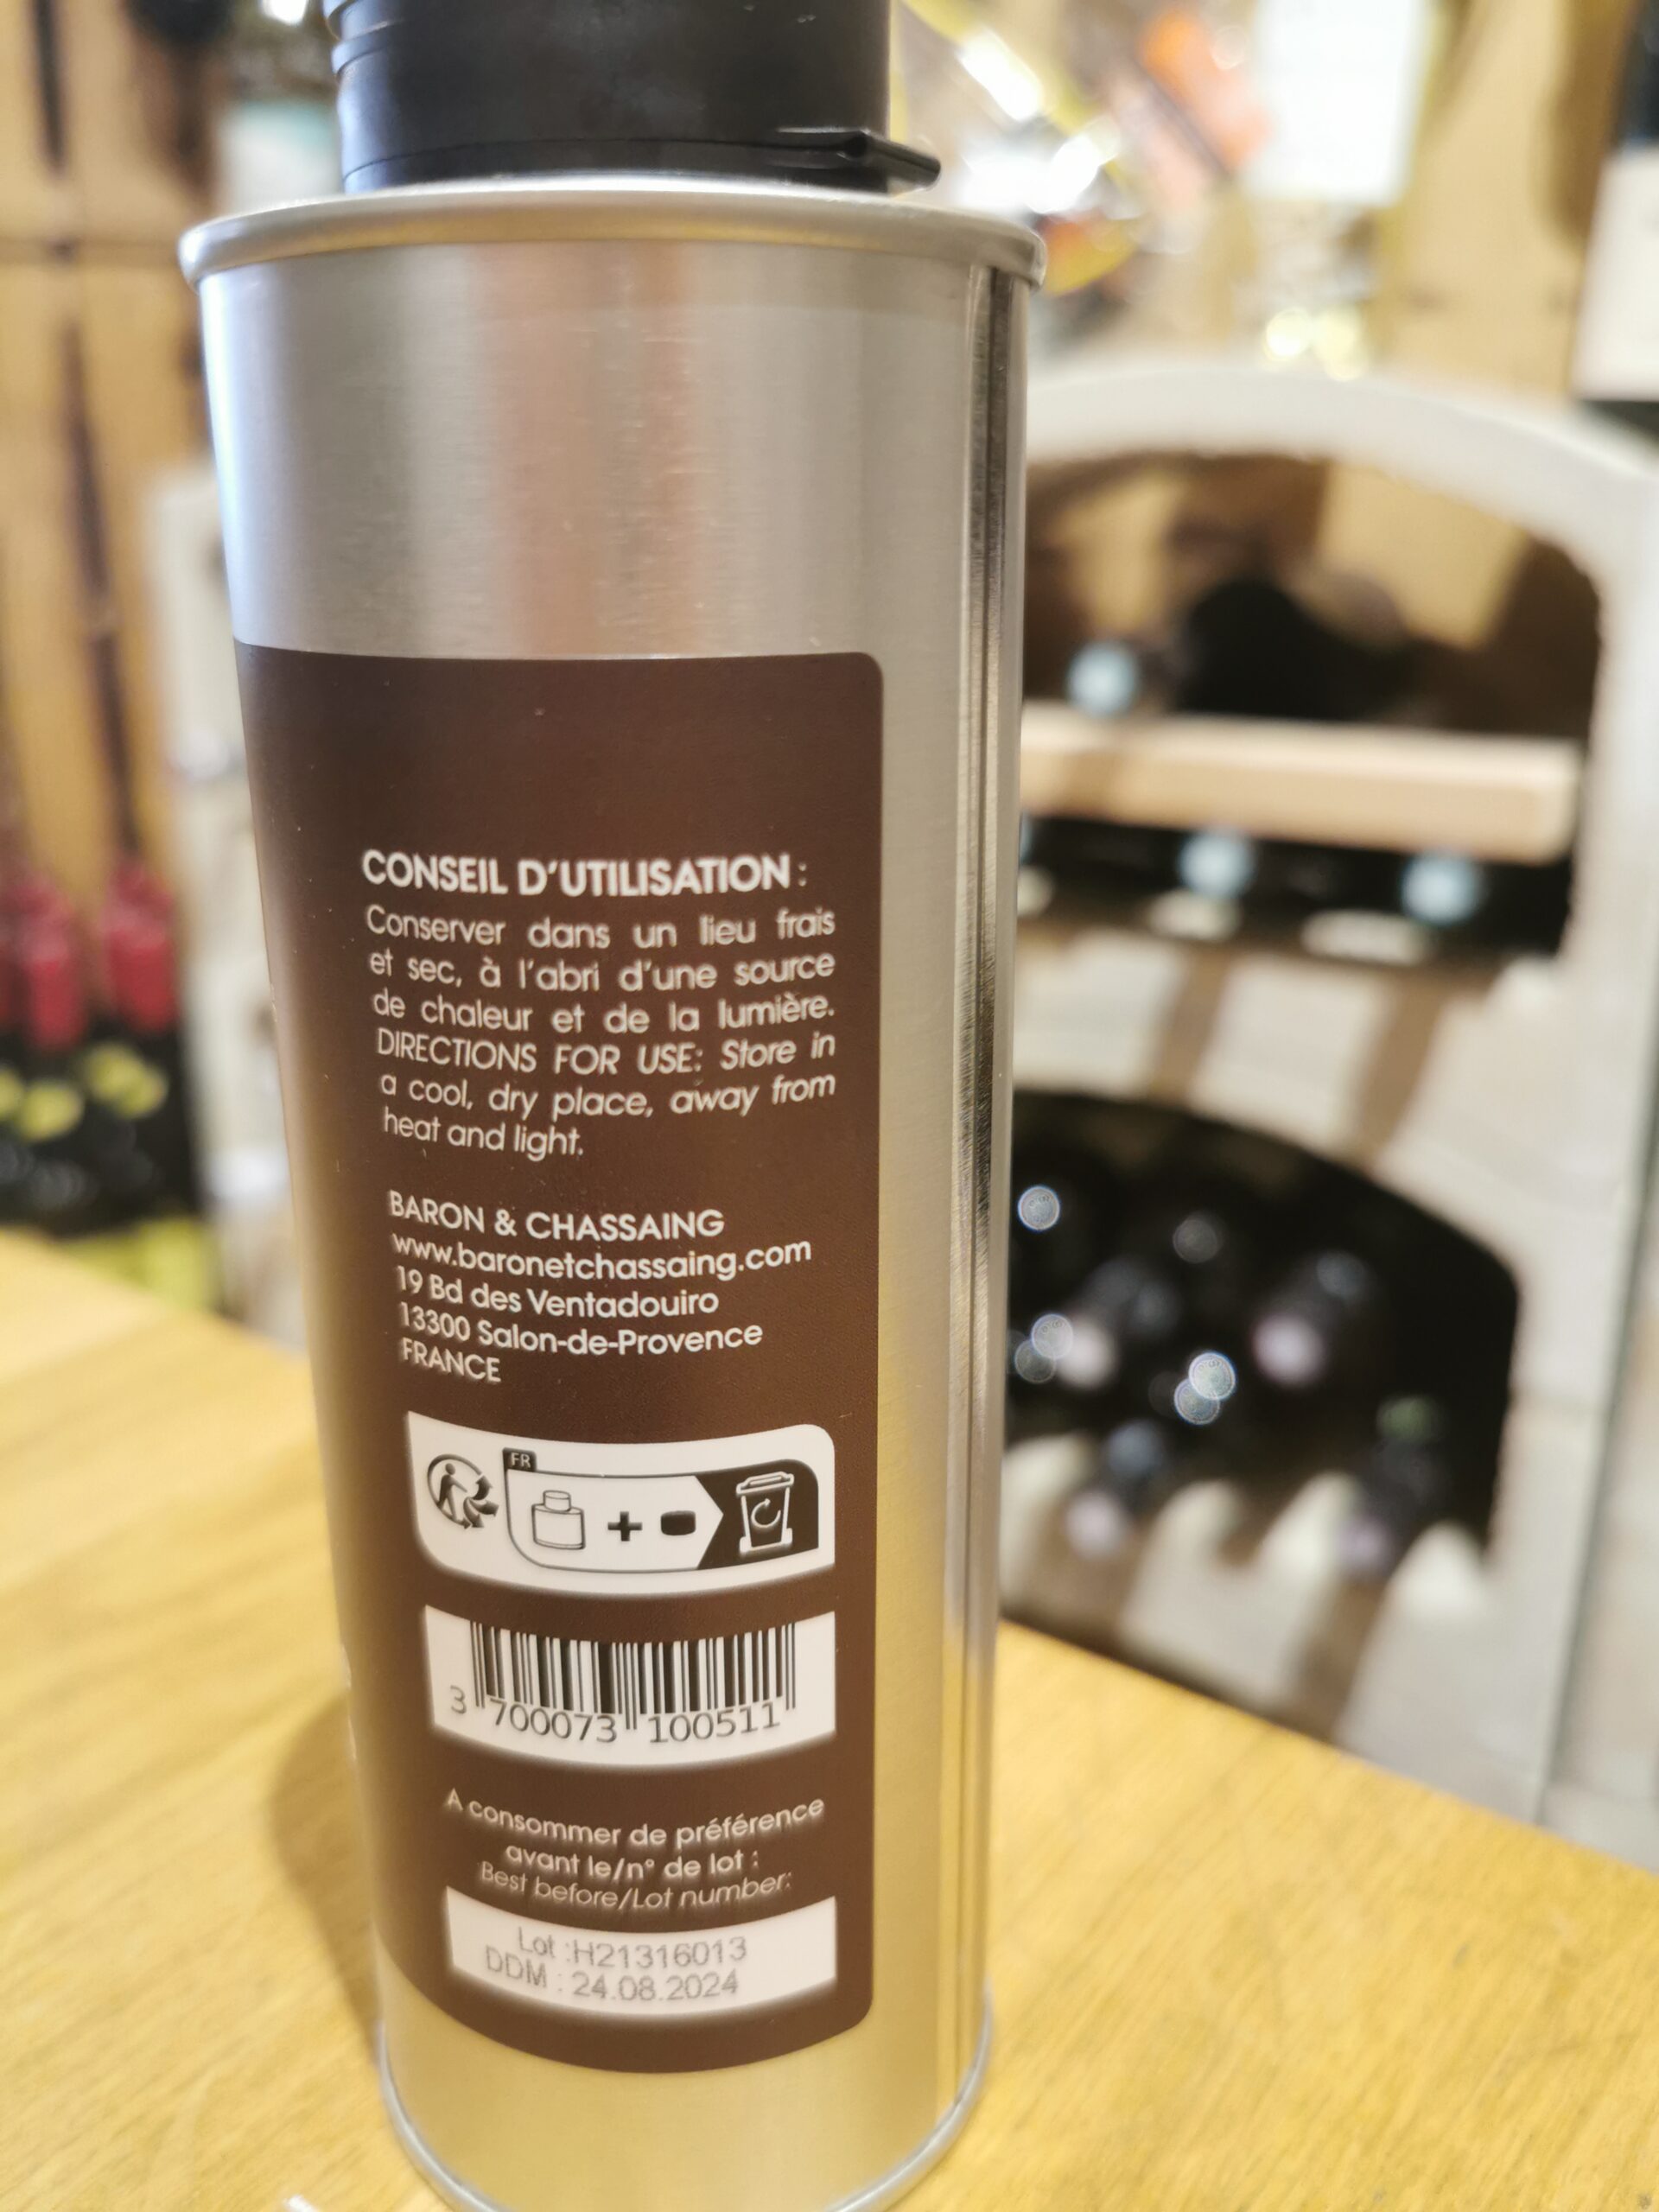 CONSEIL D'UTILISATION :
Conserver dans un lieu frais
et sec, à l'abri d'une source
de chaleur et de la lumière.
DIRECTIONS FOR USE: Store in
a cool, dry place, away from
heat and light.
BARON & CHASSAING
www.baronetchassaing.com
19 Bd des Ventadouiro
13300 Salon-de-Provence
FRANCE
FR
3 700073 100511
A consommer de préférence
avant le/n° de lot :
Best before/Lot number:
Lot :H21316013
DDM : 24.08.2024